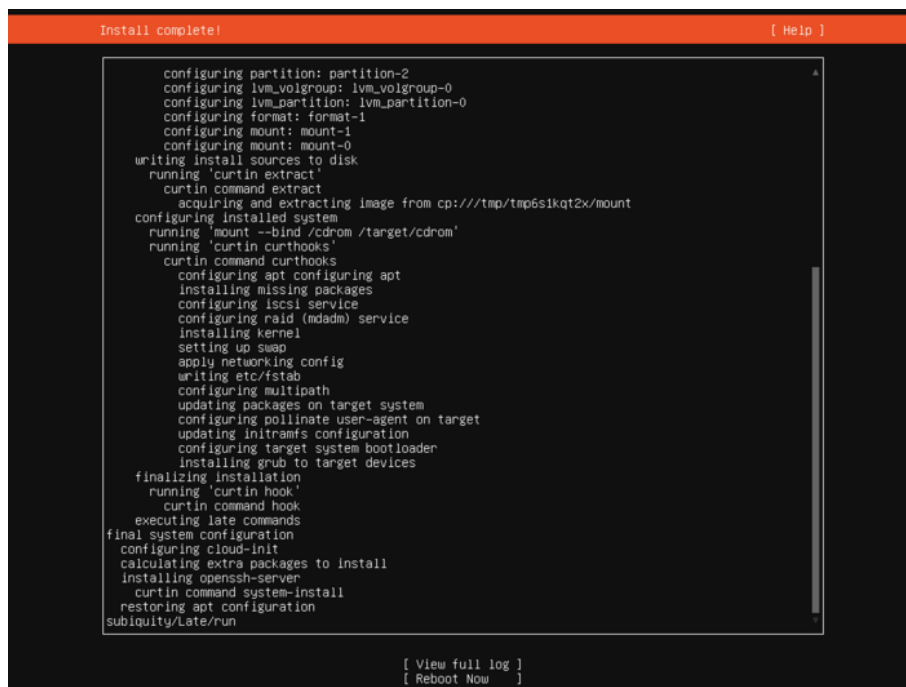 Install complete! [ Help ]
configuring partition: partition-2
configuring lvm_volgroup: lvm_volgroup-0
configuring lvm_partition: lvm_partition-0
configuring format: format-1
configuring mount: mount-1
configuring mount: mount-0
writing install sources to disk
running 'curtin extract'
curtin command extract
acquiring and extracting image from cp:///tmp/tmp6s1kqt2x/mount
configuring installed system
running 'mount --bind /cdrom /target/cdrom'
running 'curtin curthooks'
curtin command curthooks
configuring apt configuring apt
installing missing packages
configuring iscsi service
configuring raid (mdadm) service
installing kernel
setting up swap
apply networking config
writing etc/fstab
configuring multipath
updating packages on target system
configuring pollinate user-agent on target
updating initramfs configuration
configuring target system bootloader
installing grub to target devices
finalizing installation
running 'curtin hook'
curtin command hook
executing late commands
final system configuration
configuring cloud-init
calculating extra packages to install
installing openssh-server
curtin command system-install
restoring apt configuration
subiquity/Late/run
[ View full log ]
[ Reboot Now ]